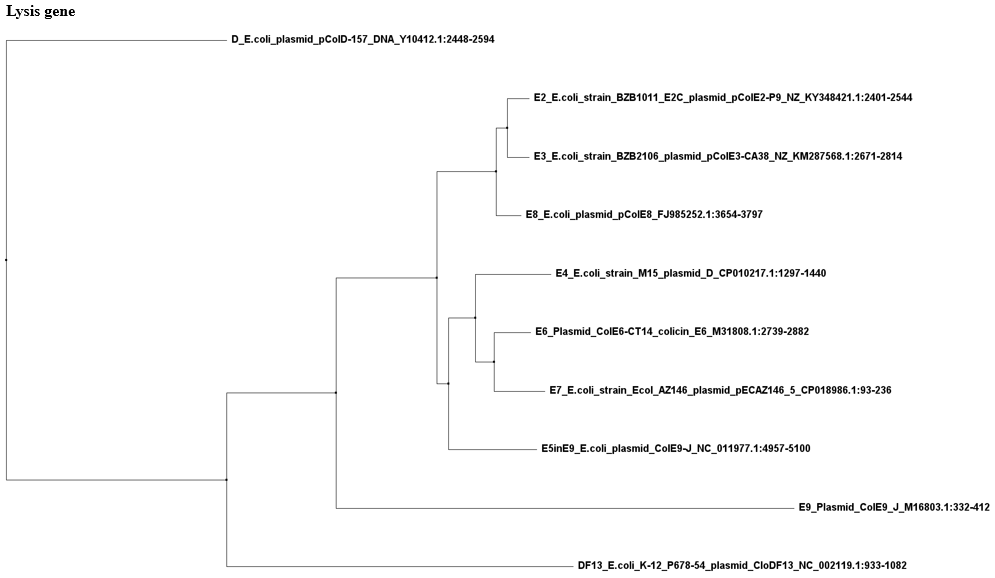 Lysis gene
D_E.coli_plasmid_pColD-157_DNA_Y10412.1:2448-2594
E2_E.coli_strain_BZB1011_E2C_plasmid_pColE2-P9_NZ_KY348421.1:2401-2544
E3_E.coli_strain_BZB2106_plasmid_pColE3-CA38_NZ_KM287568.1:2671-2814
E8_E.coli_plasmid_pColE8_FJ985252.1:3654-3797
E4_E.coli_strain_M15_plasmid_D_CP010217.1:1297-1440
E6_Plasmid_ColE6-CT14_colicin_E6_M31808.1:2739-2882
E7_E.coli_strain_Ecol_AZ146_plasmid_pECAZ146_5_CP018986.1:93-236
E5inE9_E.coli_plasmid_ColE9-J_NC_011977.1:4957-5100
E9_Plasmid_ColE9_J_M16803.1:332-412
DF13_E.coli_K-12_P678-54_plasmid_CloDF13_NC_002119.1:933-1082